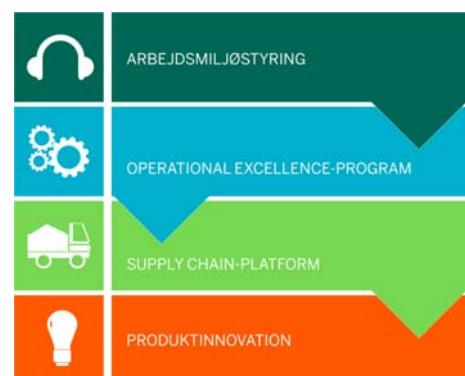 ARBEJDSMILJØSTYRING
OPERATIONAL EXCELLENCE-PROGRAM
SUPPLY CHAIN-PLATFORM
PRODUKTINNOVATION